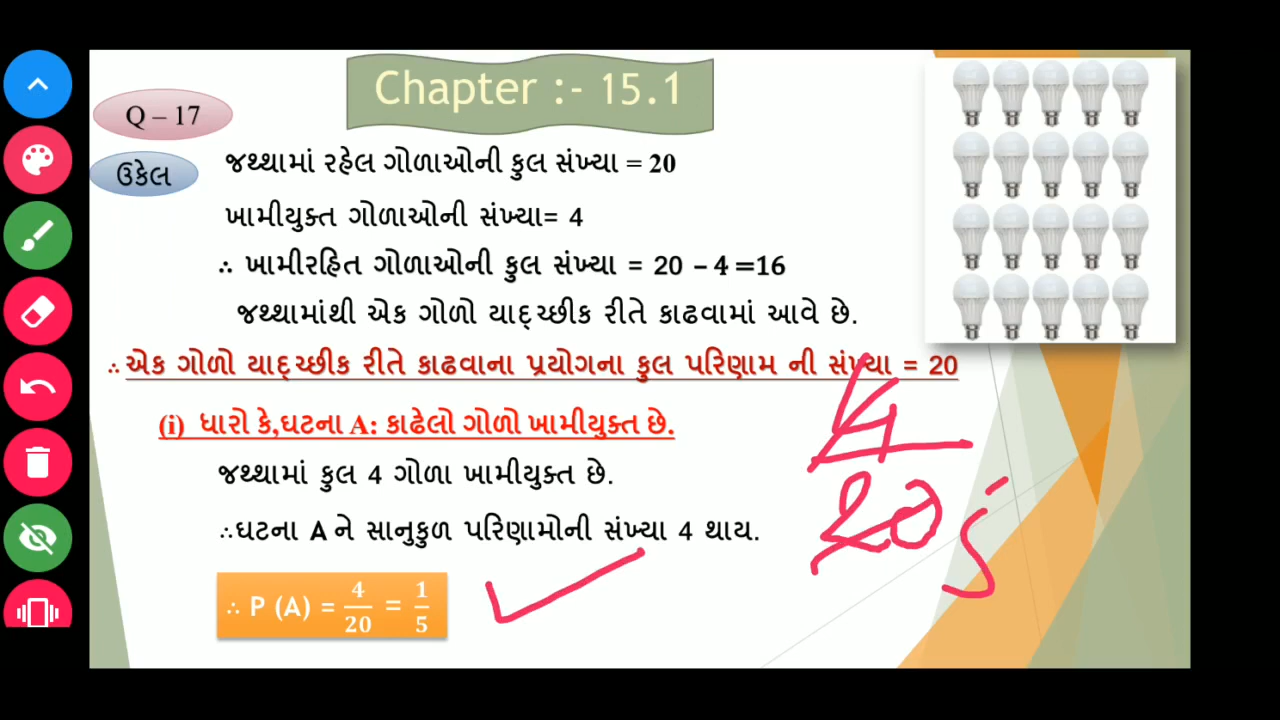 Chapter :- 15.1
Q – 17
ઉકેલ
જથ્થામાં રહેલ ગોળાઓની કુલ સંખ્યા = 20
ખામીયુક્ત ગોળાઓની સંખ્યા= 4
∴ ખામીરહિત ગોળાઓની કુલ સંખ્યા = 20 – 4 =16
જથ્થામાંથી એક ગોળો યાદ્ચ્છીક રીતે કાઢવામાં આવે છે.
∴ એક ગોળો યાદ્ચ્છીક રીતે કાઢવાના પ્રયોગના કુલ પરિણામ ની સંખ્યા = 20
(i) ધારો કે,ઘટના A: કાઢેલો ગોળો ખામીયુક્ત છે.
જથ્થામાં કુલ 4 ગોળા ખામીયુક્ત છે.
∴ઘટના A ને સાનુકુળ પરિણામોની સંખ્યા 4 થાય.
∴ P (A) = 4/20 = 1/5
4
20 5